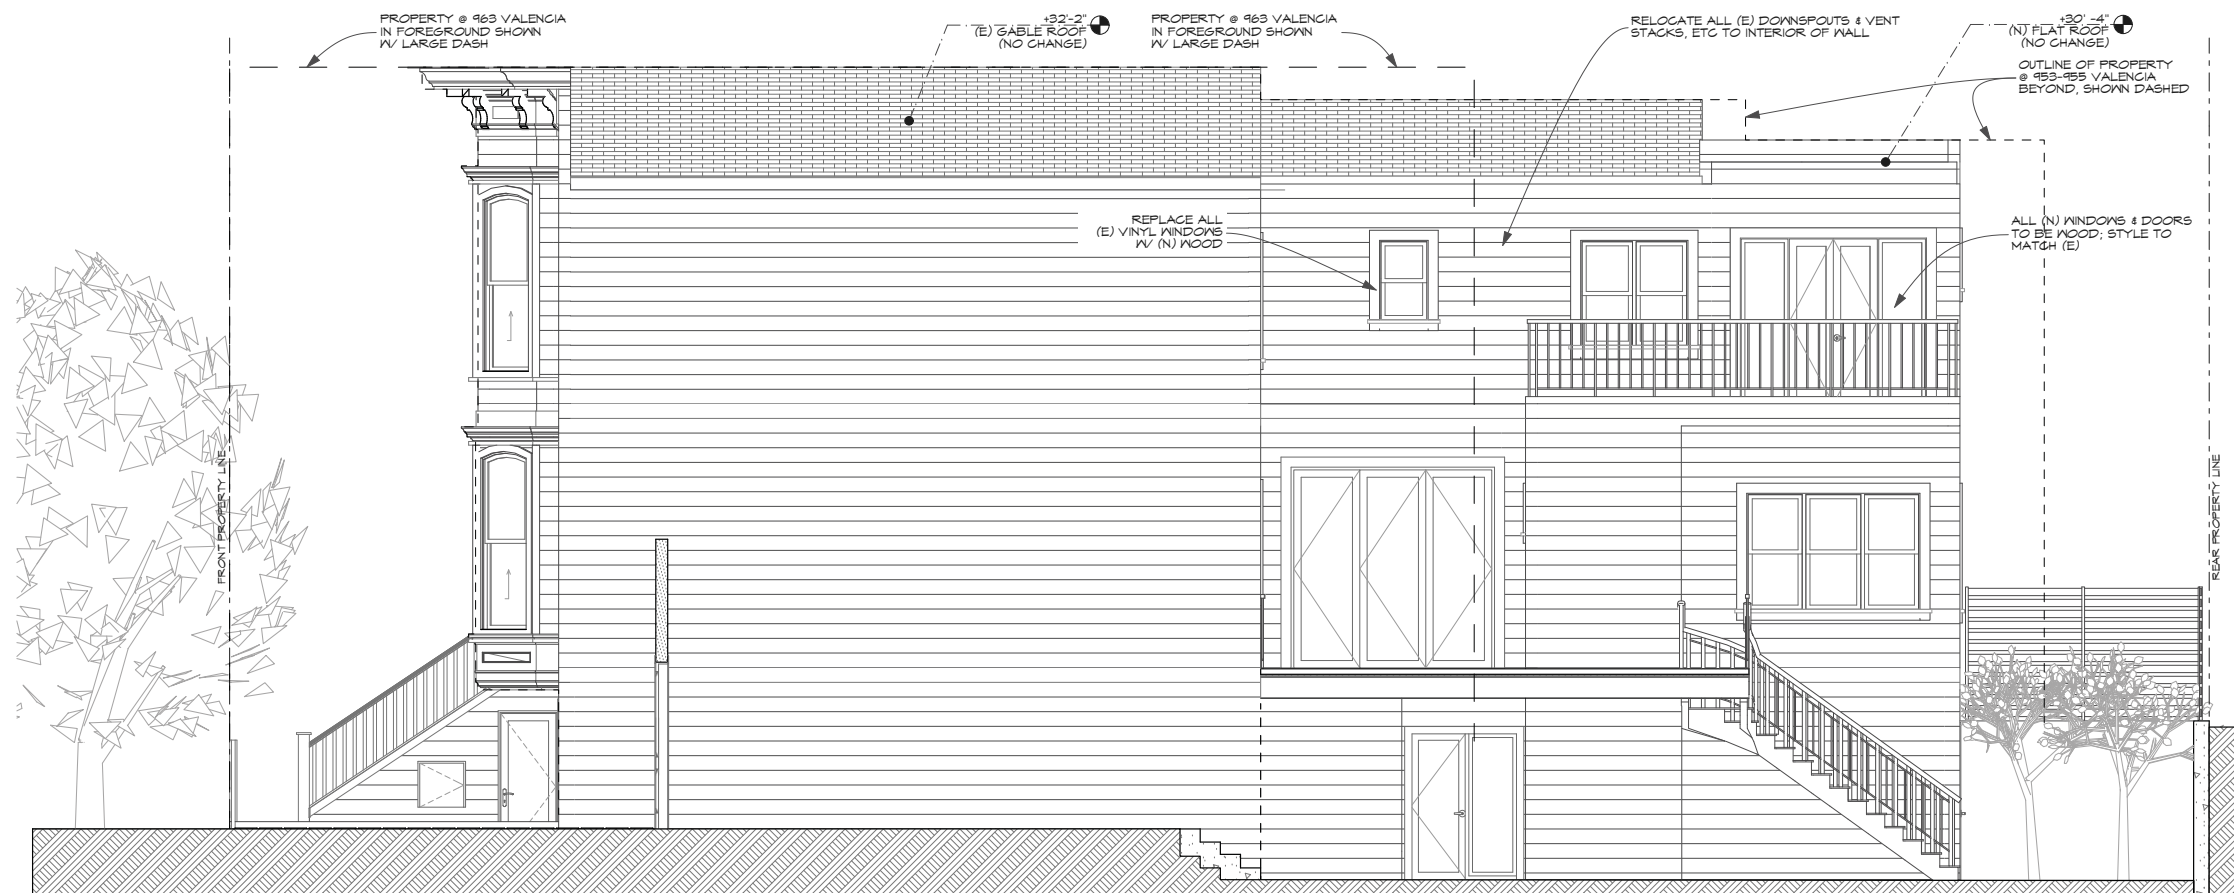 PROPERTY @ 963 VALENCIA
IN FOREGROUND SHOWN
W/ LARGE DASH
+32'-2"
(E) GABLE ROOF
(NO CHANGE)
PROPERTY @ 963 VALENCIA
IN FOREGROUND SHOWN
W/ LARGE DASH
RELOCATE ALL (E) DOWNSPOUTS & VENT
STACKS, ETC TO INTERIOR OF WALL
+30' -4"
(N) FLAT ROOF
(NO CHANGE)
OUTLINE OF PROPERTY
@ 953-955 VALENCIA
BEYOND, SHOWN DASHED
REPLACE ALL
(E) VINYL WINDOWS
W/ (N) WOOD
ALL (N) WINDOWS & DOORS
TO BE WOOD; STYLE TO
MATCH (E)
FRONT PROPERTY LINE
REAR PROPERTY LINE